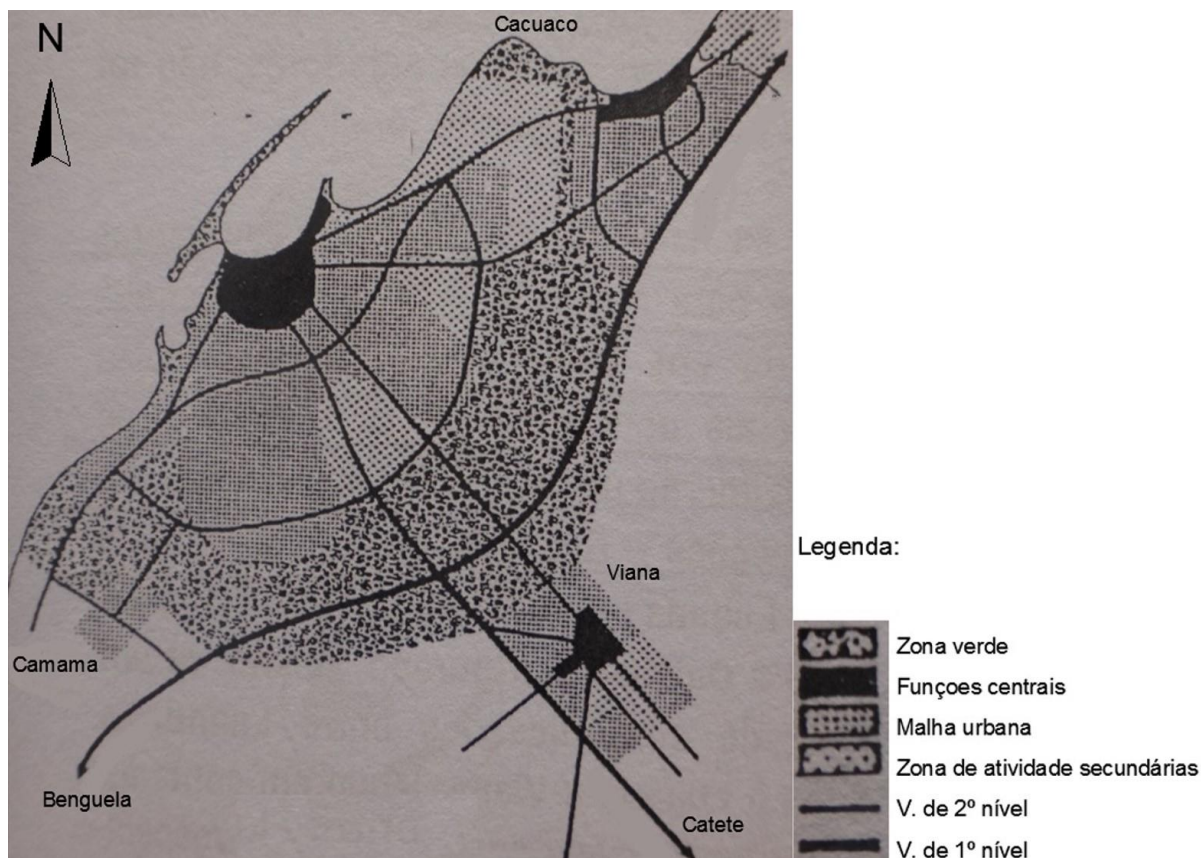 N
Cacuaco
Viana
Camama
Benguela
Catete
Legenda:
Zona verde
Funçoes centrais
Malha urbana
Zona de atividade secundárias
V. de 2º nível
V. de 1º nível